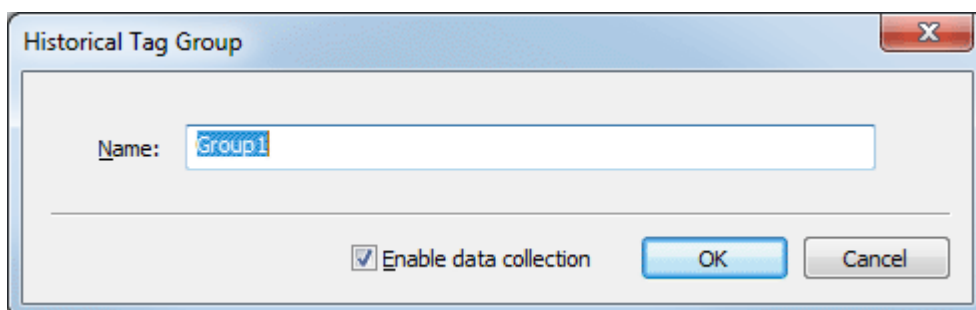 Historical Tag Group
Name: Group1
Enable data collection OK Cancel